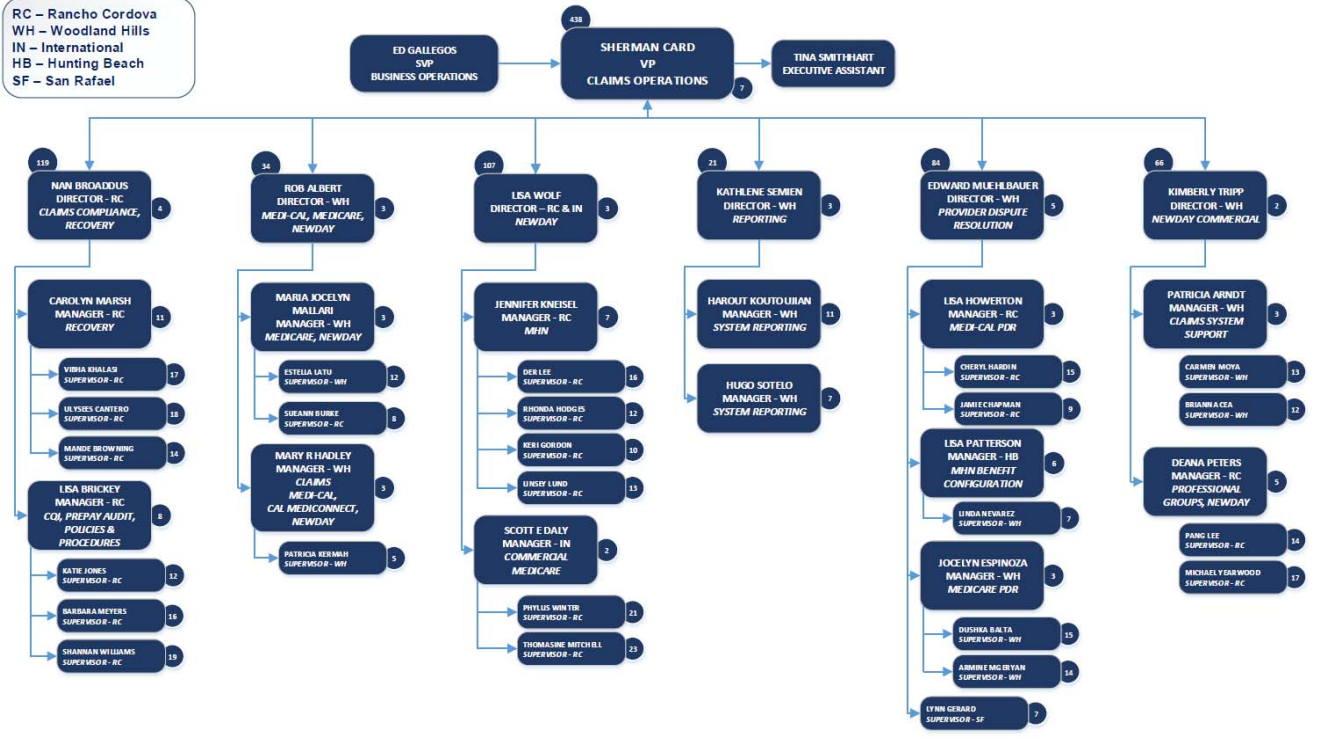 RC – Rancho Cordova
WH – Woodland Hills
IN – International
HB – Hunting Beach
SF – San Rafael
438
ED GALLEGOS
SVP
BUSINESS OPERATIONS
SHERMAN CARD
VP
CLAIMS OPERATIONS
7
TINA SMITHHART
EXECUTIVE ASSISTANT
119
NAN BROADDUS
DIRECTOR - RC
CLAIMS COMPLIANCE,
RECOVERY
4
CAROLYN MARSH
MANAGER - RC
RECOVERY
11
VIBHA KHALASI
SUPERVISOR - RC
17
ULYSEES CANTERO
SUPERVISOR - RC
18
MANDE BROWNING
SUPERVISOR - RC
14
LISA BRICKEY
MANAGER - RC
CQI, PREPAY AUDIT,
POLICIES &
PROCEDURES
8
KATIE JONES
SUPERVISOR - RC
12
BARBARA MEYERS
SUPERVISOR - RC
16
SHANNAN WILLIAMS
SUPERVISOR - RC
19
34
ROB ALBERT
DIRECTOR - WH
MEDI-CAL, MEDICARE,
NEWDAY
3
MARIA JOCELYN
MALLARI
MANAGER - WH
MEDICARE, NEWDAY
3
ESTELIA LATU
SUPERVISOR - WH
12
SUEANN BURKE
SUPERVISOR - RC
8
MARY R HADLEY
MANAGER - WH
CLAIMS
MEDI-CAL,
CAL MEDICONNECT,
NEWDAY
3
PATRICIA KERMAH
SUPERVISOR - WH
5
107
LISA WOLF
DIRECTOR – RC & IN
NEWDAY
3
JENNIFER KNEISEL
MANAGER - RC
MHN
7
DER LEE
SUPERVISOR - RC
16
RHONDA HODGES
SUPERVISOR - RC
12
KERI GORDON
SUPERVISOR - RC
10
LINSEY LUND
SUPERVISOR - RC
13
SCOTT E DALY
MANAGER - IN
COMMERCIAL
MEDICARE
2
PHYLLIS WINTER
SUPERVISOR - RC
21
THOMASINE MITCHELL
SUPERVISOR - RC
23
21
KATHLENE SEMIEN
DIRECTOR - WH
REPORTING
3
HAROUT KOUTOUJIAN
MANAGER - WH
SYSTEM REPORTING
11
HUGO SOTELO
MANAGER - WH
SYSTEM REPORTING
7
84
EDWARD MUEHLBAUER
DIRECTOR - WH
PROVIDER DISPUTE
RESOLUTION
5
LISA HOWERTON
MANAGER - WH
MEDI-CAL PDR
3
CHERYL HARDIN
SUPERVISOR - RC
15
JAMIE CHAPMAN
SUPERVISOR - RC
9
LISA PATTERSON
MANAGER - HB
MHN BENEFIT
CONFIGURATION
6
LINDA NEVAREZ
SUPERVISOR - WH
7
JOCELYN ESPINOZA
MANAGER - WH
MEDICARE PDR
3
DUSHKA BALTA
SUPERVISOR - WH
15
ARMINE MGERYAN
SUPERVISOR - WH
14
LYNN GERARD
SUPERVISOR - SF
7
66
KIMBERLY TRIPP
DIRECTOR - WH
NEWDAY COMMERCIAL
2
PATRICIA ARNDT
MANAGER - WH
CLAIMS SYSTEM
SUPPORT
3
CARMEN MOYA
SUPERVISOR - WH
13
BRIANN ACEA
SUPERVISOR - WH
12
DEANA PETERS
MANAGER - RC
PROFESSIONAL
GROUPS, NEWDAY
5
PANG LEE
SUPERVISOR - RC
14
MICHAEL YEARWOOD
SUPERVISOR - RC
17